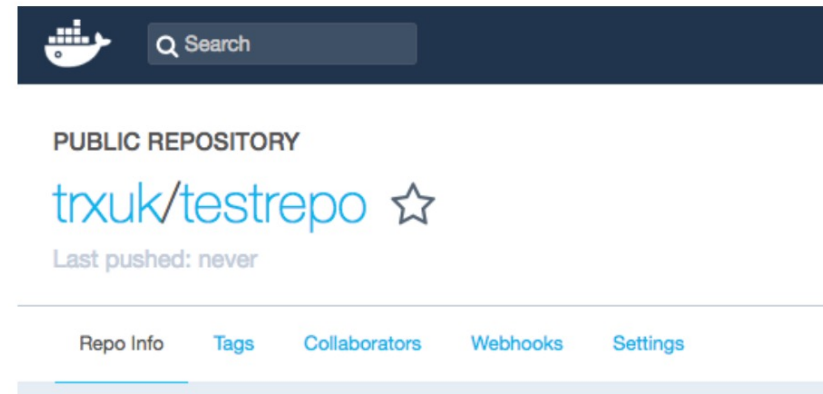 Search
PUBLIC REPOSITORY
trxuk/testrepo
Last pushed: never
Repo Info Tags Collaborators Webhooks Settings